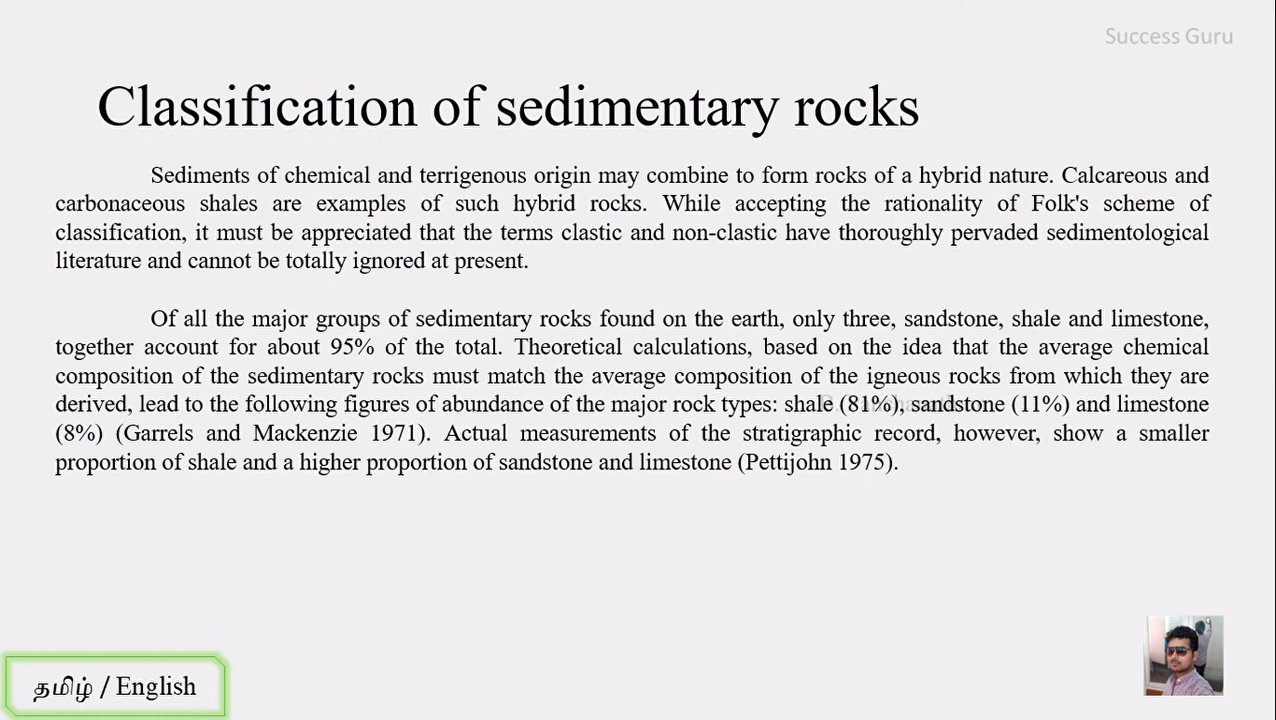 Success Guru
Classification of sedimentary rocks
Sediments of chemical and terrigenous origin may combine to form rocks of a hybrid nature. Calcareous and
carbonaceous shales are examples of such hybrid rocks. While accepting the rationality of Folk's scheme of
classification, it must be appreciated that the terms clastic and non-clastic have thoroughly pervaded sedimentological
literature and cannot be totally ignored at present.
Of all the major groups of sedimentary rocks found on the earth, only three, sandstone, shale and limestone,
together account for about 95% of the total. Theoretical calculations, based on the idea that the average chemical
composition of the sedimentary rocks must match the average composition of the igneous rocks from which they are
derived, lead to the following figures of abundance of the major rock types: shale (81%), sandstone (11%) and limestone
(8%) (Garrels and Mackenzie 1971). Actual measurements of the stratigraphic record, however, show a smaller
proportion of shale and a higher proportion of sandstone and limestone (Pettijohn 1975).
தமிழ் / English